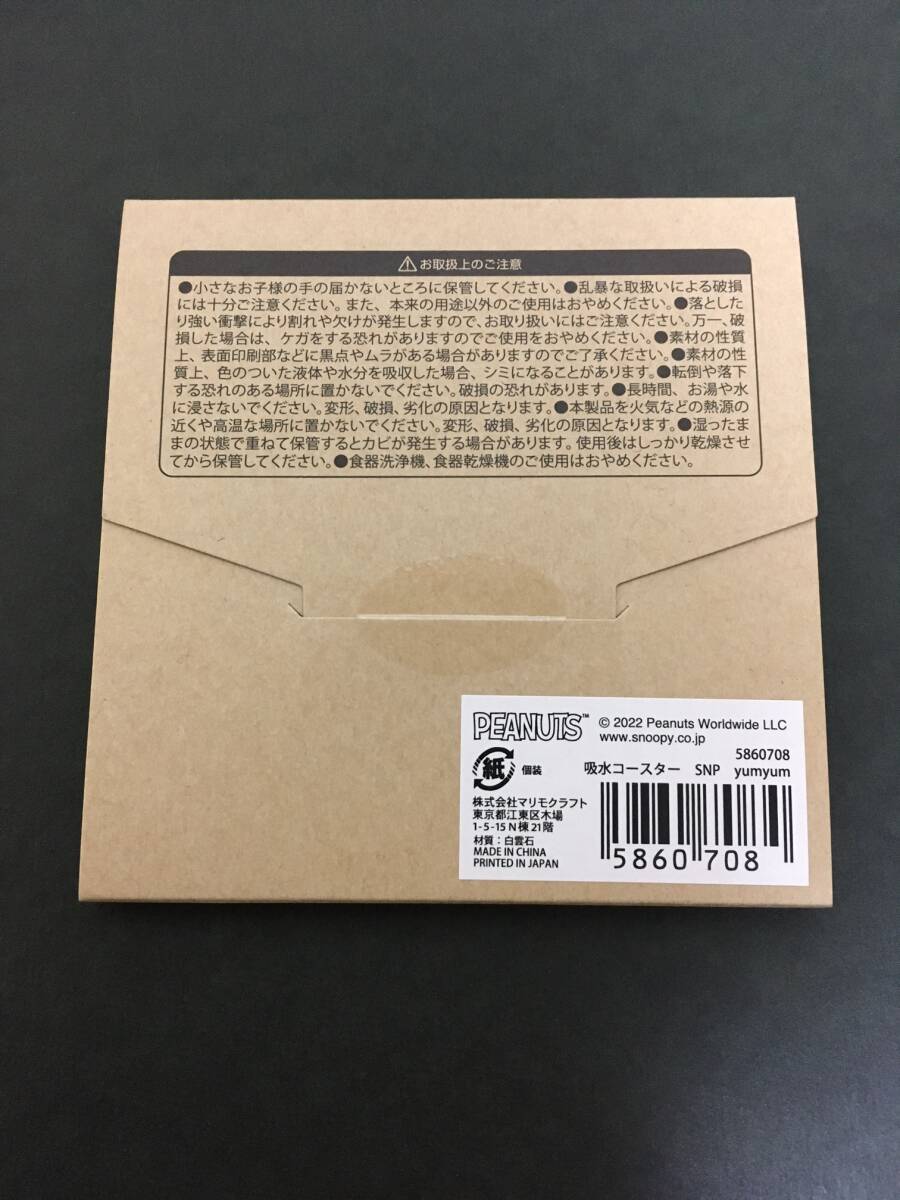 ⚠お取扱上のご注意
●小さなお子様の手の届かないところに保管してください。●乱暴な取扱いによる破損
には十分ご注意ください。また、本来の用途以外のご使用はおやめください。●落とした
り強い衝撃により割れや欠けが発生しますので、お取り扱いにはご注意ください。万一、破
損した場合は、ケガをする恐れがありますのでご使用をおやめください。●素材の性質
上、表面印刷部などに黒点やムラがある場合がありますのでご了承ください。●素材の性
質上、色のついた液体や水分を吸収した場合、シミになることがあります。●転倒や落下
する恐れのある場所に置かないでください。破損の恐れがあります。●長時間、お湯や水
に浸さないでください。変形、破損、劣化の原因となります。●本製品を火気などの熱源の
近くや高温な場所に置かないでください。変形、破損、劣化の原因となります。●湿ったま
まの状態で重ねて保管するとカビが発生する場合があります。使用後はしっかり乾燥させ
てから保管してください。●食器洗浄機、食器乾燥機のご使用はおやめください。
PEANUTS™
© 2022 Peanuts Worldwide LLC
www.snoopy.co.jp
5860708
紙 個装
吸水コースター SNP yumyum
株式会社マリモクラフト
東京都江東区木場
1-5-15 N棟21階
材質：白雲石
MADE IN CHINA
PRINTED IN JAPAN
5860708